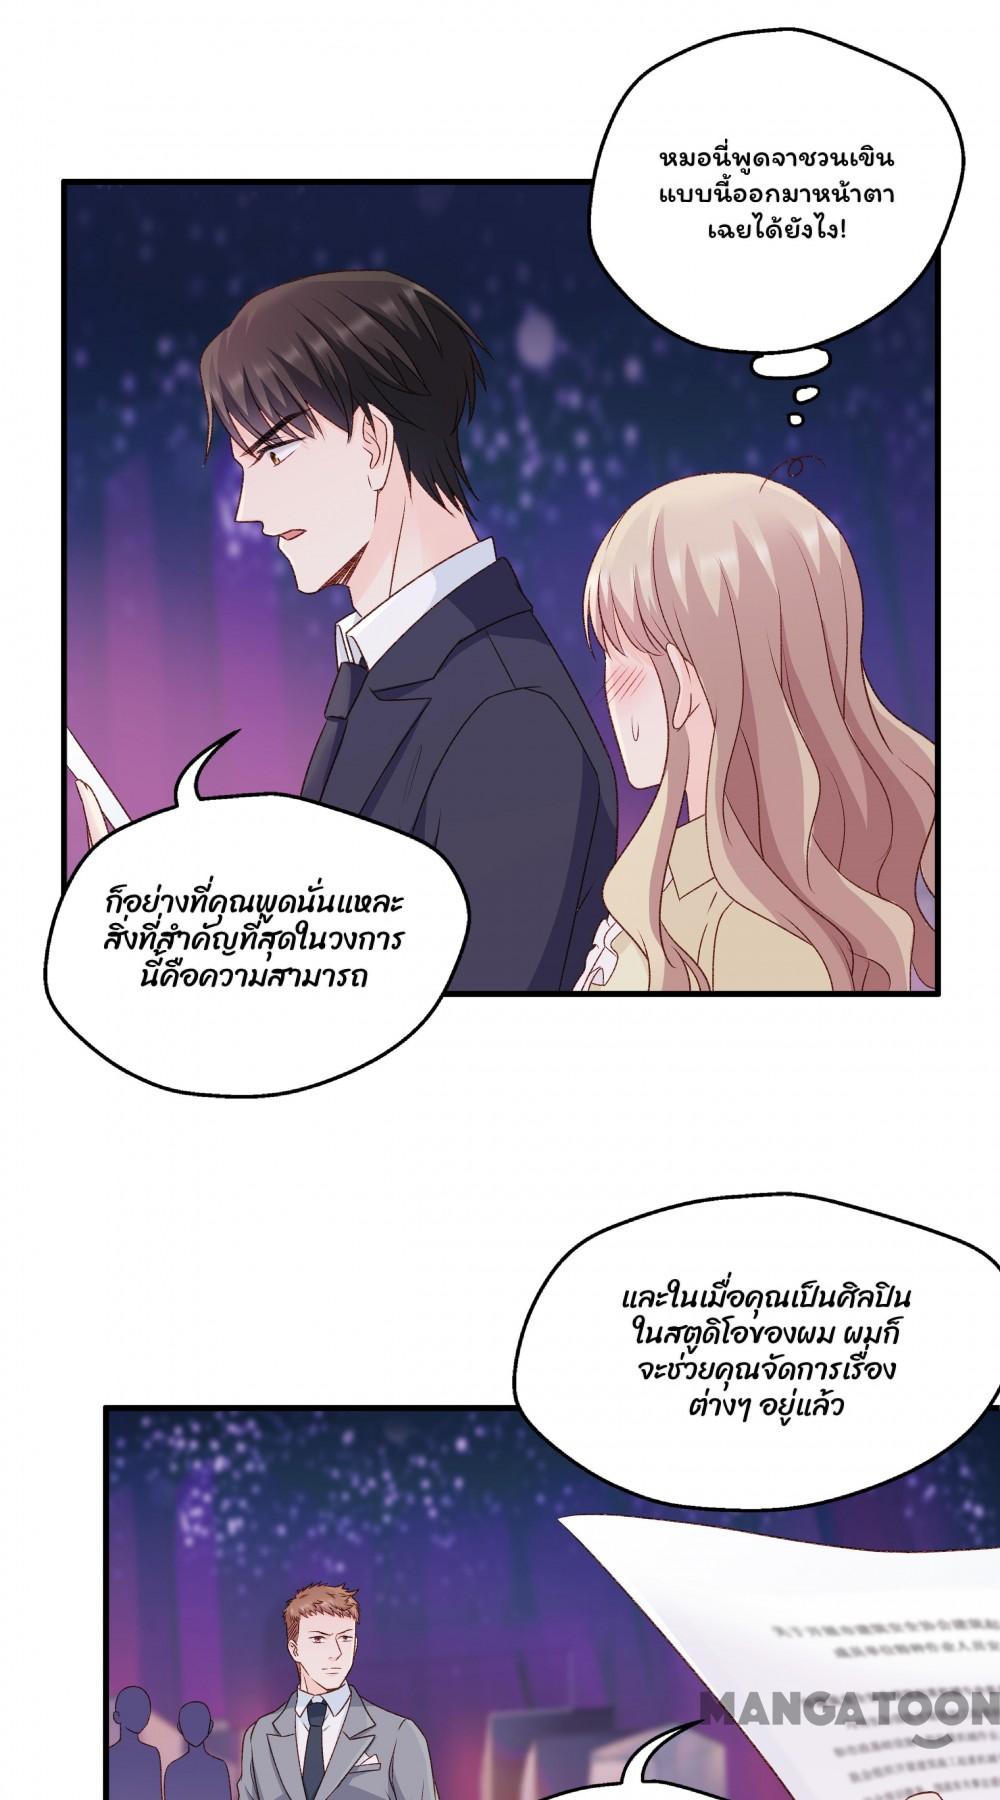 หมอนี่พูดจาชวนเขิน
แบบนี้ออกมาหน้าตา
เฉยได้ยังไง!
ก็อย่างที่คุณพูดนั่นแหละ
สิ่งที่สำคัญที่สุดในวงการ
นี้คือความสามารถ
และในเมื่อคุณเป็นศิลปิน
ในสตูดิโอของผม ผมก็
จะช่วยคุณจัดการเรื่อง
ต่างๆ อยู่แล้ว
MANGATOON